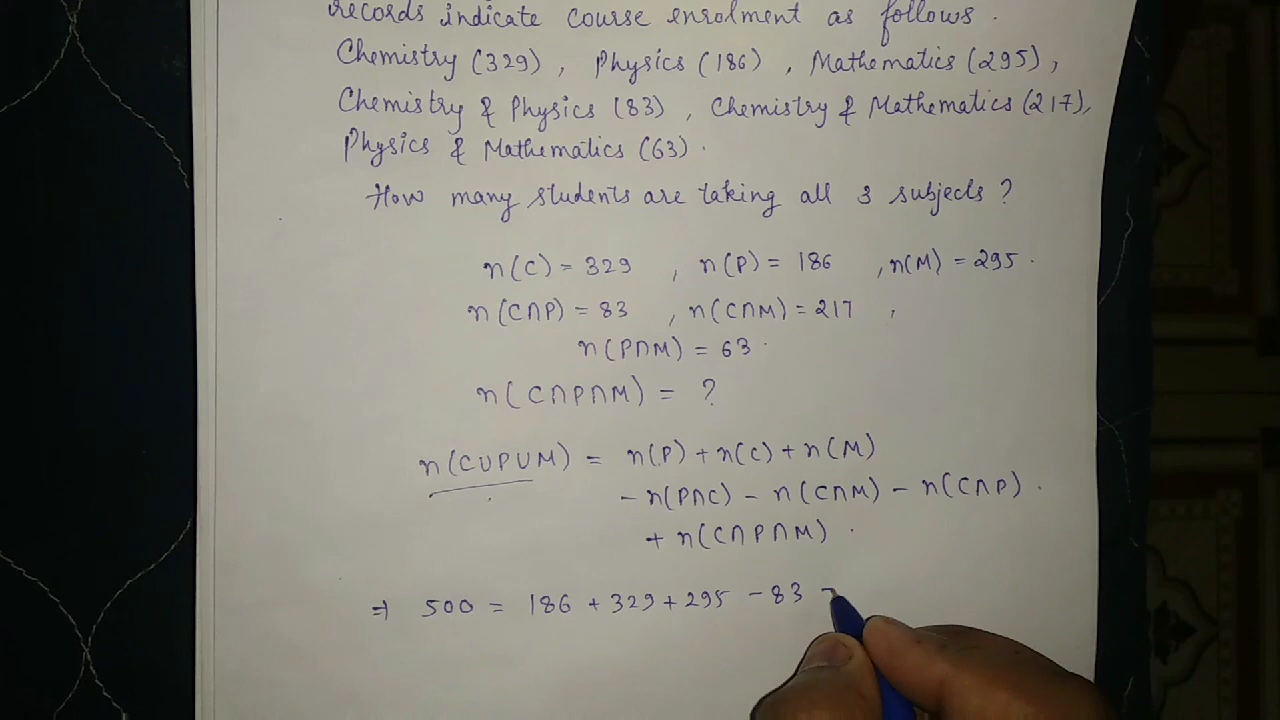 records indicate course enrolment as follows .
Chemistry (329) , Physics (186) , Mathematics (295) ,
Chemistry & Physics (83) , Chemistry & Mathematics (217),
Physics & Mathematics (63) .
How many students are taking all 3 subjects ?
n(C) = 329 , n(P) = 186 , n(M) = 295 .
n(C∩P) = 83 , n(C∩M) = 217 ,
n(P∩M) = 63 .
n(C∩P∩M) = ?
n(C∪P∪M) = n(P) + n(C) + n(M)
- n(P∩C) - n(C∩M) - n(C∩P) .
+ n(C∩P∩M) .
⇒ 500 = 186 + 329 + 295 - 83 -